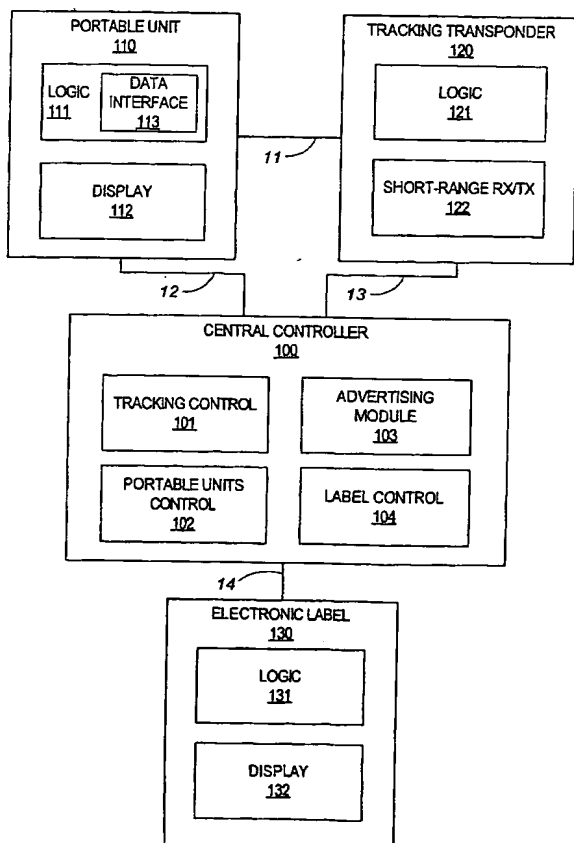 PORTABLE UNIT
110
LOGIC
111
DATA
INTERFACE
113
DISPLAY
112
TRACKING TRANSPONDER
120
LOGIC
121
SHORT-RANGE RX/TX
122
11
12
13
CENTRAL CONTROLLER
100
TRACKING CONTROL
101
ADVERTISING
MODULE
103
PORTABLE UNITS
CONTROL
102
LABEL CONTROL
104
14
ELECTRONIC LABEL
130
LOGIC
131
DISPLAY
132